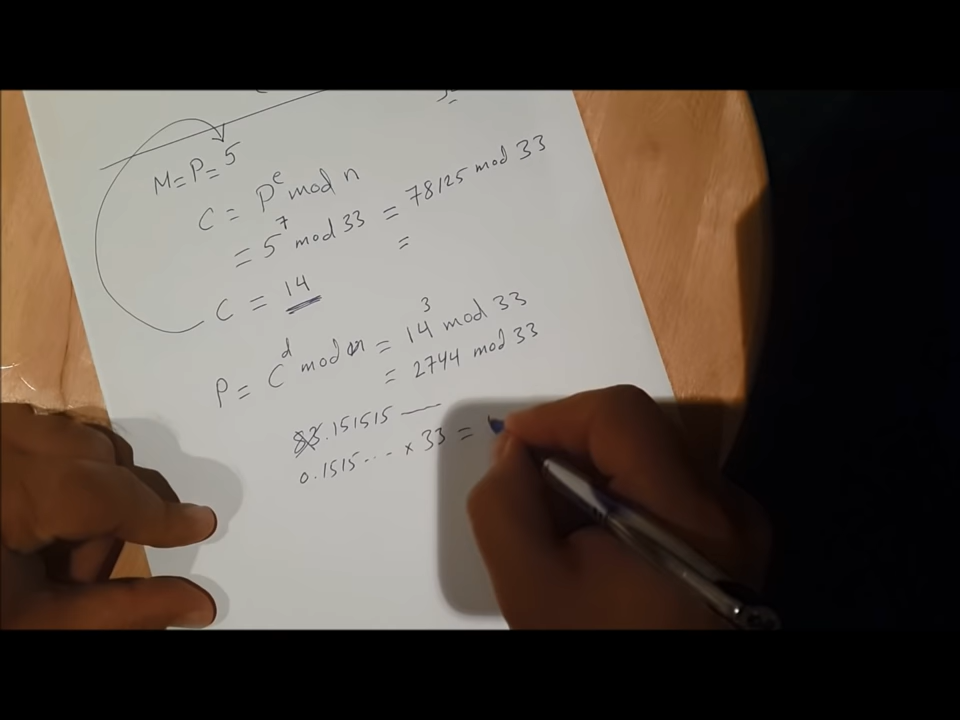 M = P = 5
C = P^e mod n
= 5^7 mod 33 = 78125 mod 33
=
C = 14
P = C^d mod n = 14^3 mod 33
= 2744 mod 33
83.151515
0.1515... × 33 =